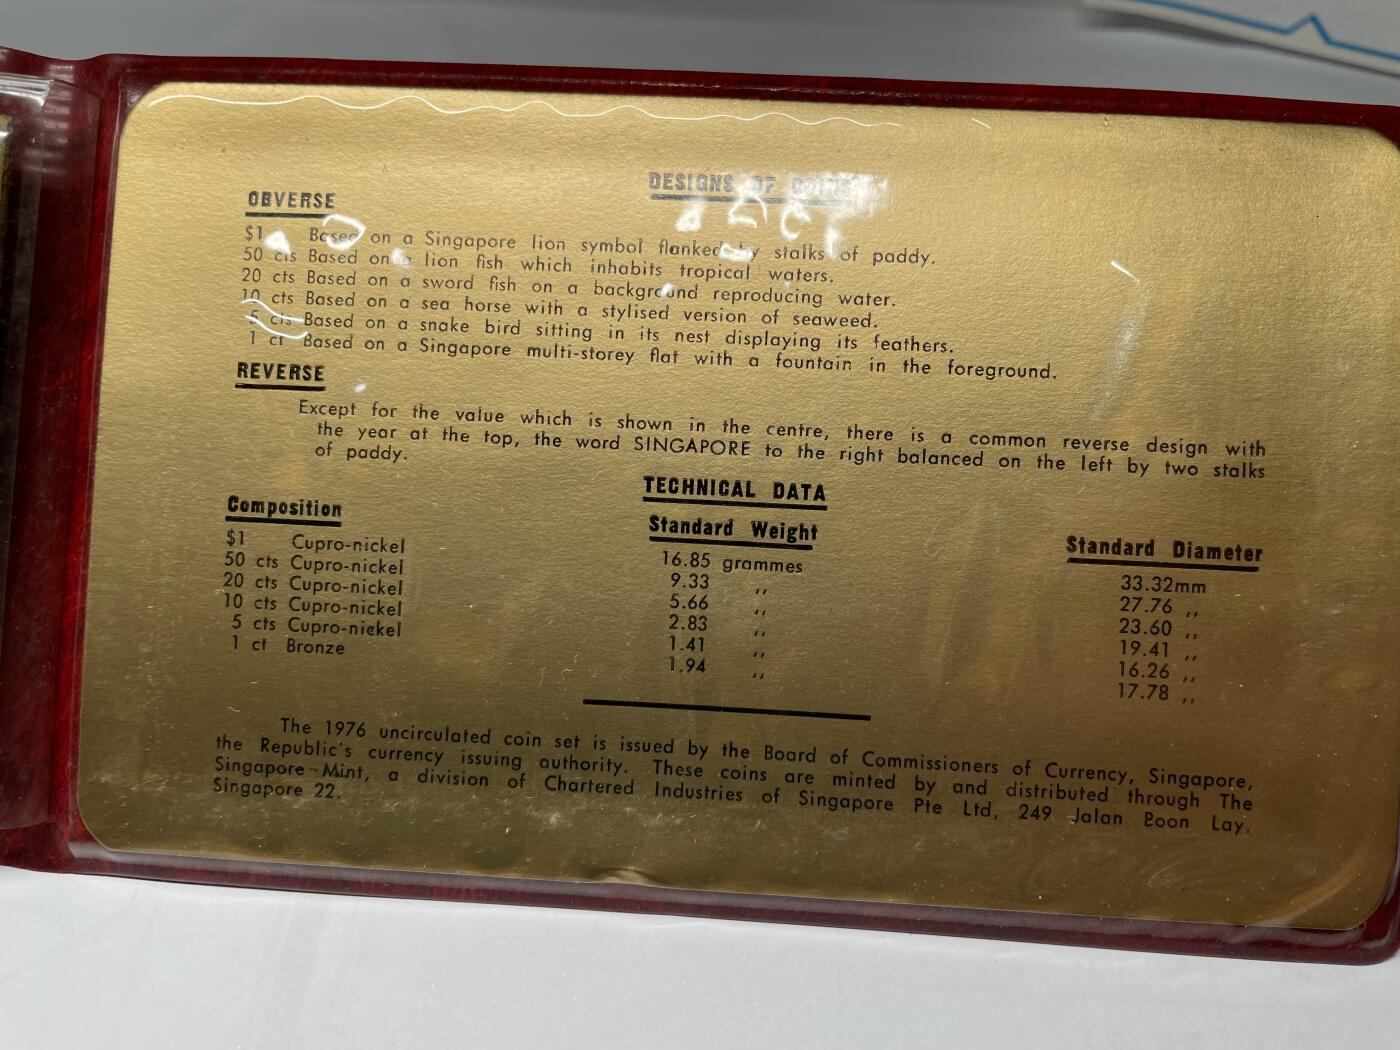 DESIGNS OF COINS
OBVERSE
$1 Based on a Singapore lion symbol flanked by stalks of paddy.
50 cts Based on a lion fish which inhabits tropical waters.
20 cts Based on a sword fish on a background reproducing water.
10 cts Based on a sea horse with a stylised version of seaweed.
5 cts Based on a snake bird sitting in its nest displaying its feathers.
1 ct Based on a Singapore multi-storey flat with a fountain in the foreground.
REVERSE
Except for the value which is shown in the centre, there is a common reverse design with
the year at the top, the word SINGAPORE to the right balanced on the left by two stalks
of paddy.
TECHNICAL DATA
Composition Standard Weight Standard Diameter
$1 Cupro-nickel 16.85 grammes 33.32mm
50 cts Cupro-nickel 9.33 ,, 27.76 ,,
20 cts Cupro-nickel 5.66 ,, 23.60 ,,
10 cts Cupro-nickel 2.83 ,, 19.41 ,,
5 cts Cupro-nickel 1.41 ,, 16.26 ,,
1 ct Bronze 1.94 ,, 17.78 ,,
The 1976 uncirculated coin set is issued by the Board of Commissioners of Currency, Singapore,
the Republic's currency issuing authority. These coins are minted by and distributed through The
Singapore Mint, a division of Chartered Industries of Singapore Pte Ltd, 249 Jalan Boon Lay,
Singapore 22.